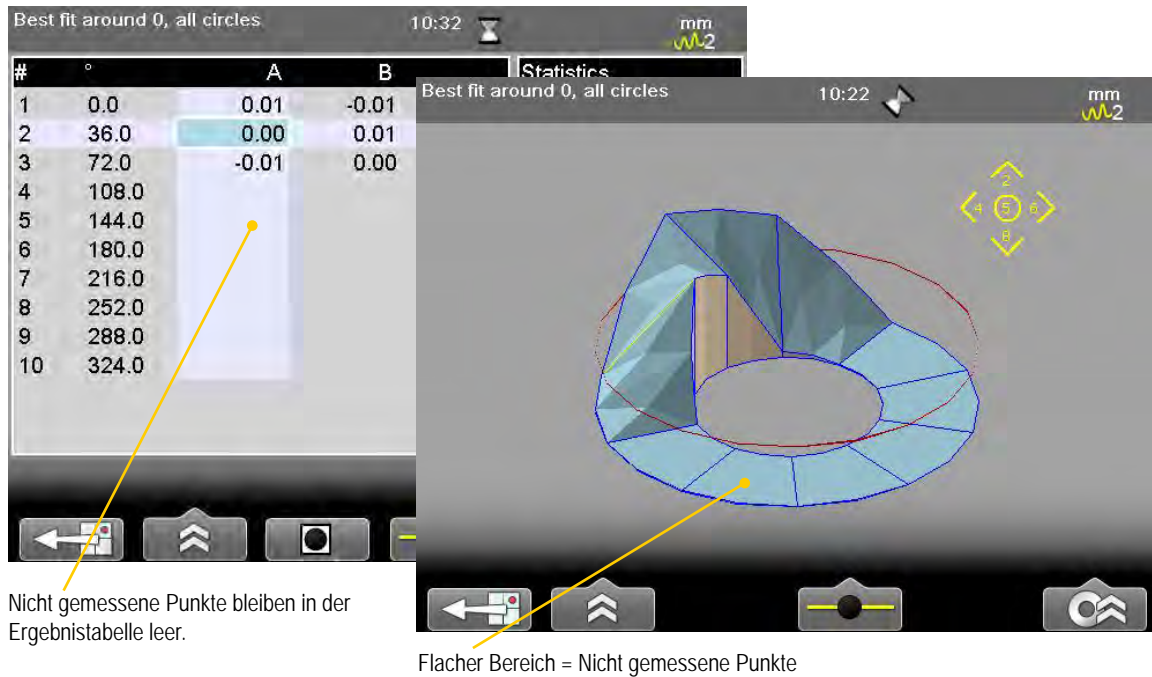 Best fit around 0, all circles 10:32 mm
2
# ° A B Statistics
1 0.0 0.01 -0.01
2 36.0 0.00 0.01
3 72.0 -0.01 0.00
4 108.0
5 144.0
6 180.0
7 216.0
8 252.0
9 288.0
10 324.0
Best fit around 0, all circles 10:22 mm
2
2
4 5 6
8
Nicht gemessene Punkte bleiben in der
Ergebnistabelle leer.
Flacher Bereich = Nicht gemessene Punkte